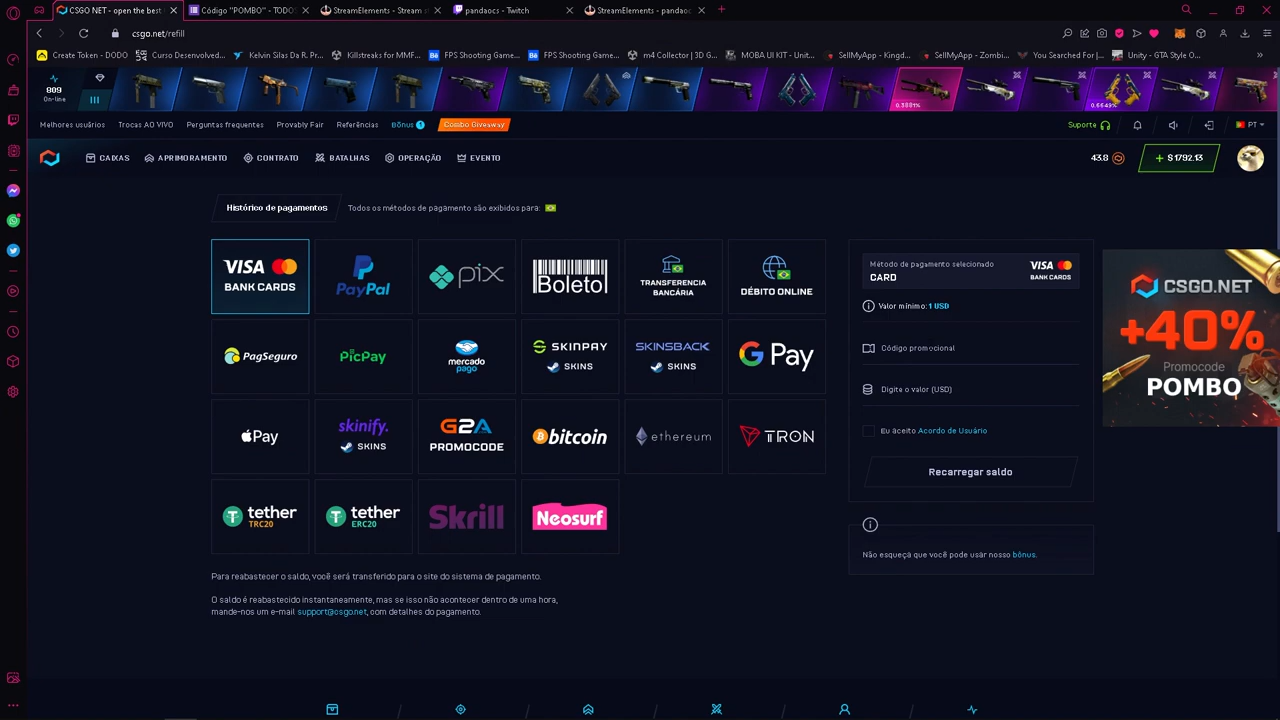 CSGO.NET - open the best
Código "POMBO" - TODOS
StreamElements - Stream s
pandaocs - Twitch
StreamElements - pandaoc
csgo.net/refill
Create Token - DODO
Curso Desenvolved...
Kelvin Silas Da R. Pr...
Killstreaks for MMF...
FPS Shooting Game...
FPS Shooting Game...
m4 Collector | 3D G...
MOBA UI KIT - Unit...
SellMyApp - Kingd...
SellMyApp - Zombi...
You Searched For |...
Unity - GTA Style O...
809
On-line
0.3881%
0.6649%
Melhores usuários
Trocas AO VIVO
Perguntas frequentes
Provably Fair
Referências
Bônus
Combo Giveaway
Suporte
PT
CAIXAS
APRIMORAMENTO
CONTRATO
BATALHAS
OPERAÇÃO
EVENTO
43.8
+ $ 1792.13
Histórico de pagamentos
Todos os métodos de pagamento são exibidos para:
VISA
BANK CARDS
PayPal
pix
Boleto
TRANSFERENCIA
BANCÁRIA
DÉBITO ONLINE
PagSeguro
PicPay
mercado
pago
SKINPAY
SKINS
SKINSBACK
SKINS
G Pay
Pay
skinify.
SKINS
G2A
PROMOCODE
bitcoin
ethereum
TRON
tether
TRC20
tether
ERC20
Skrill
Neosurf
Para reabastecer o saldo, você será transferido para o site do sistema de pagamento.
O saldo é reabastecido instantaneamente, mas se isso não acontecer dentro de uma hora,
mande-nos um e-mail support@csgo.net, com detalhes do pagamento.
Método de pagamento selecionado
CARD
VISA
BANK CARDS
Valor mínimo: 1 USD
Código promocional
Digite o valor (USD)
Eu aceito Acordo de Usuário
Recarregar saldo
Não esqueça que você pode usar nosso bônus.
CSGO.NET
+40%
Promocode
POMBO